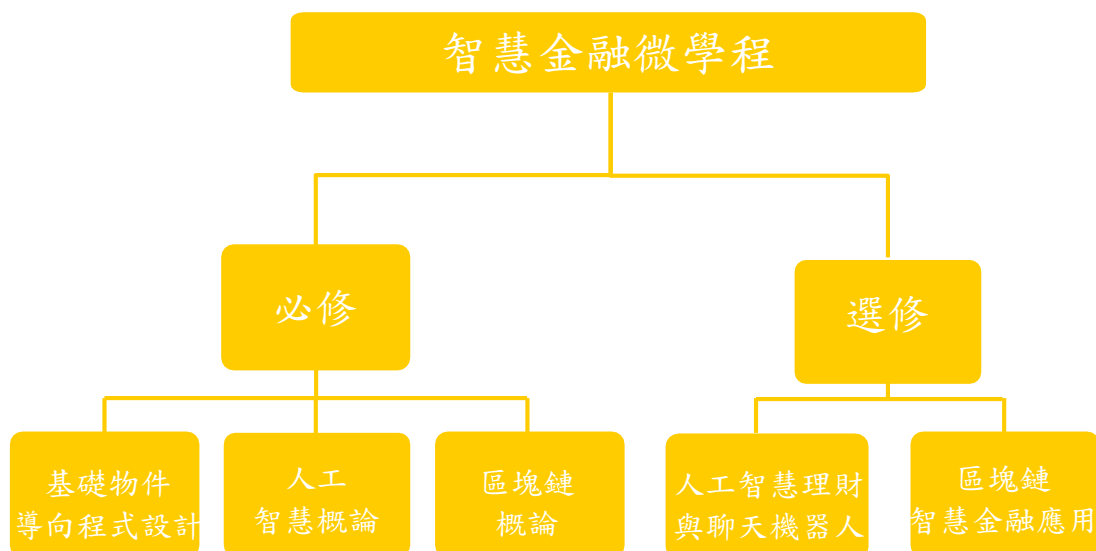 智慧金融微學程
必修
選修
基礎物件
導向程式設計
人工
智慧概論
區塊鏈
概論
人工智慧理財
與聊天機器人
區塊鏈
智慧金融應用